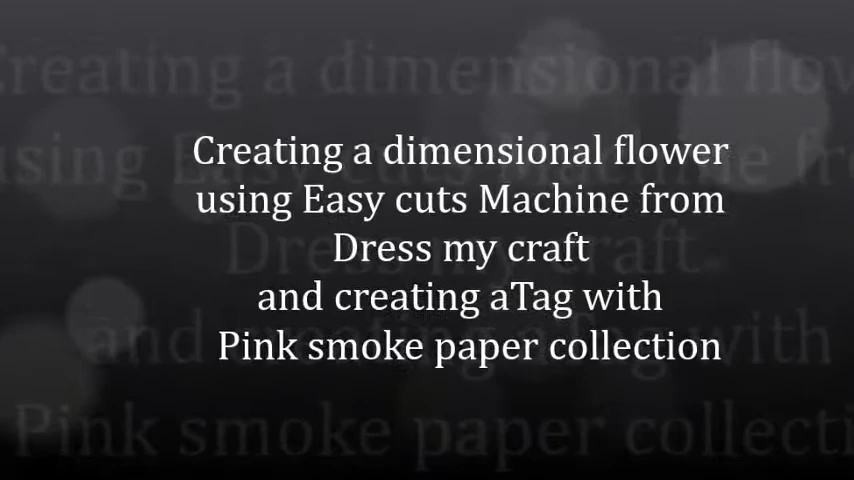 Creating a dimensional flower
using Easy cuts Machine from
Dress my craft
and creating aTag with
Pink smoke paper collection